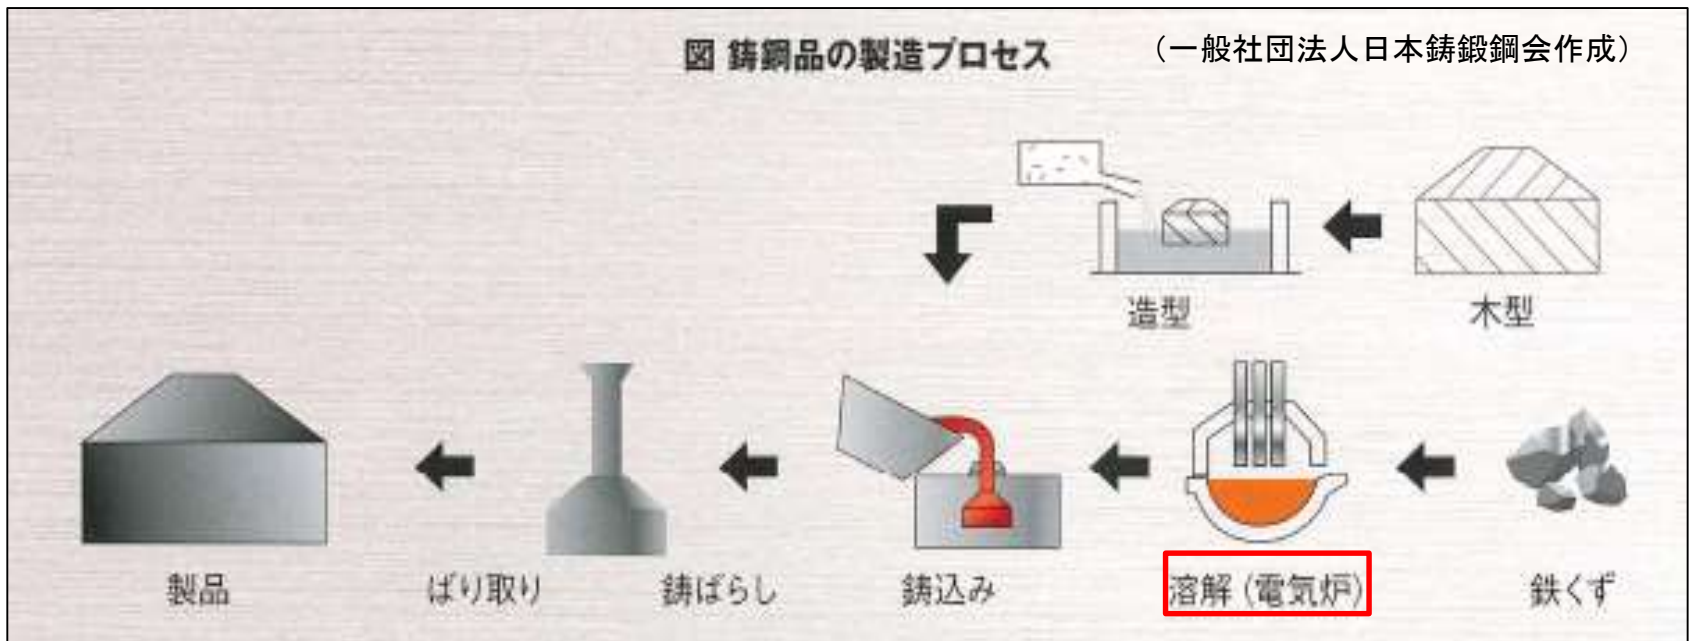 図 鋳鋼品の製造プロセス
（一般社団法人日本鋳鍛鋼会作成）
造型
木型
製品
ばり取り
鋳ばらし
鋳込み
溶解(電気炉)
鉄くず